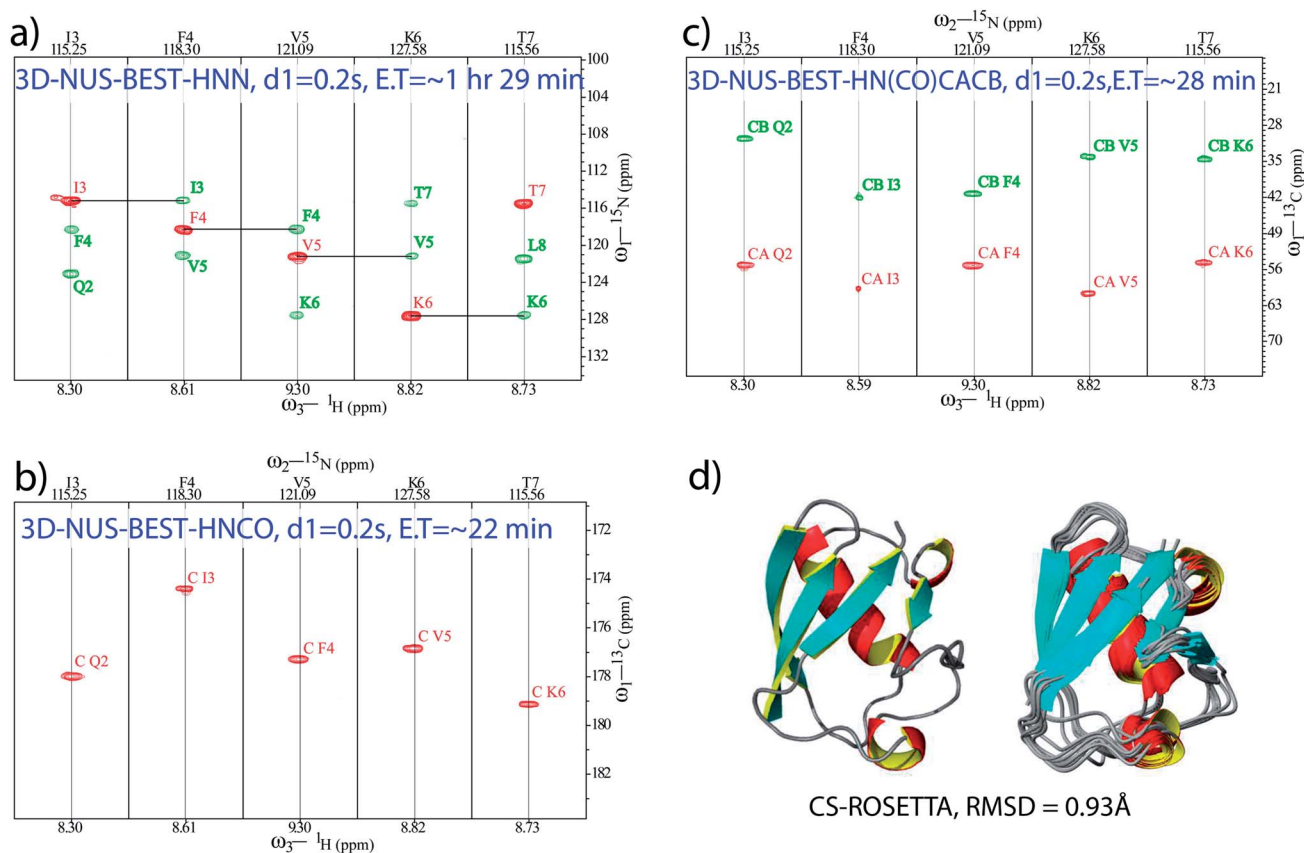 a)
I3 F4 V5 K6 T7
115.25 118.30 121.09 127.58 115.56
3D-NUS-BEST-HNN, d1=0.2s, E.T=~1 hr 29 min
100
104
108
112
116
120
124
128
132
ω1—15N (ppm)
I3 I3 T7 T7
F4 F4
F4 V5 V5 L8
Q2 V5
K6 K6 K6
8.30 8.61 9.30 8.82 8.73
ω3— 1H (ppm)
b)
ω2—15N (ppm)
I3 F4 V5 K6 T7
115.25 118.30 121.09 127.58 115.56
3D-NUS-BEST-HNCO, d1=0.2s, E.T=~22 min
172
174
176
178
180
182
ω1—13C (ppm)
C I3
C Q2 C F4 C V5
C K6
8.30 8.61 9.30 8.82 8.73
ω3— 1H (ppm)
c)
ω2—15N (ppm)
I3 F4 V5 K6 T7
115.25 118.30 121.09 127.58 115.56
3D-NUS-BEST-HN(CO)CACB, d1=0.2s,E.T=~28 min
21
28
35
42
49
56
63
70
ω1—13C (ppm)
CB Q2 CB I3 CB F4 CB V5 CB K6
CA Q2 CA I3 CA F4 CA V5 CA K6
8.30 8.59 9.30 8.82 8.73
ω3— 1H (ppm)
d)
CS-ROSETTA, RMSD = 0.93Å